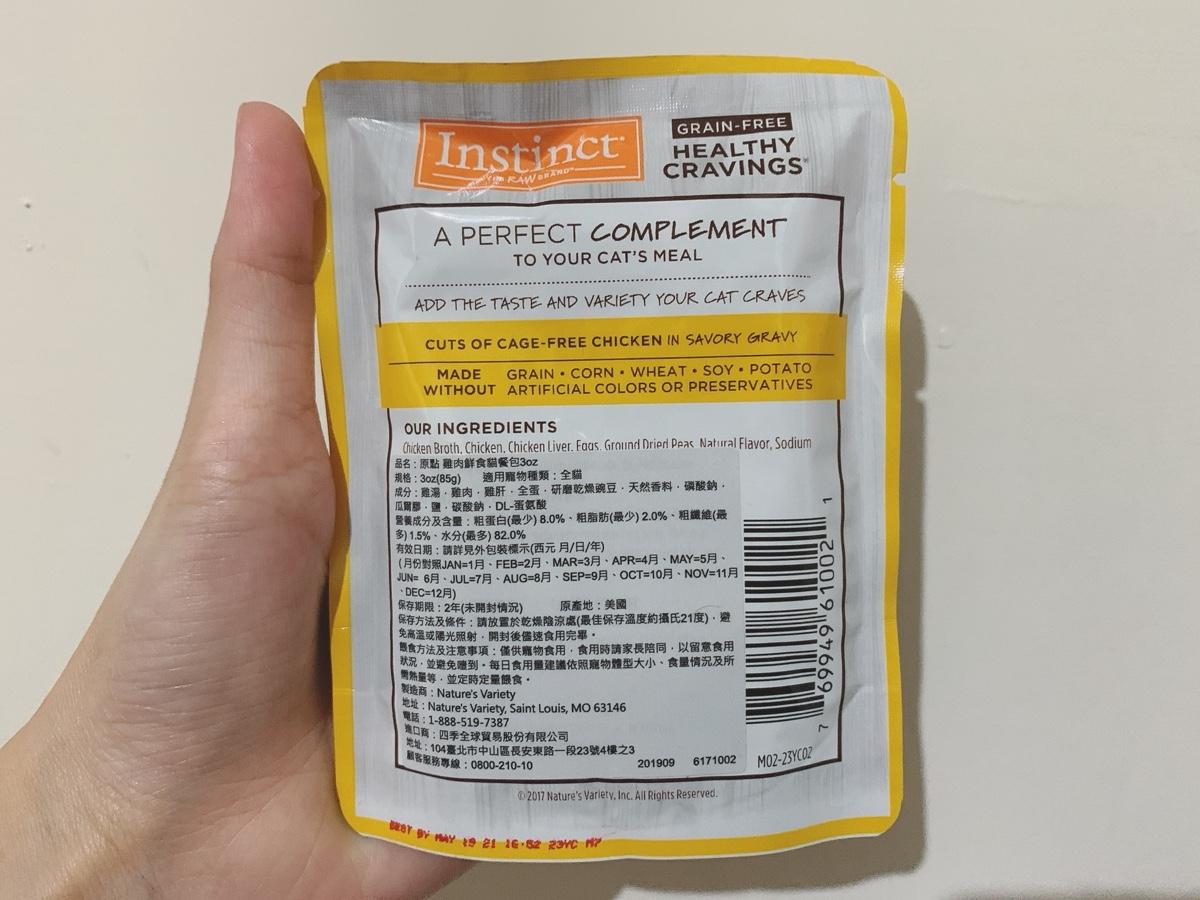 Instinct
THE RAW BRAND™
GRAIN-FREE
HEALTHY
CRAVINGS®
A PERFECT COMPLEMENT
TO YOUR CAT'S MEAL
ADD THE TASTE AND VARIETY YOUR CAT CRAVES
CUTS OF CAGE-FREE CHICKEN IN SAVORY GRAVY
MADE WITHOUT
GRAIN • CORN • WHEAT • SOY • POTATO
ARTIFICIAL COLORS OR PRESERVATIVES
OUR INGREDIENTS
Chicken Broth, Chicken, Chicken Liver, Eggs, Ground Dried Peas, Natural Flavor, Sodium
品名：原點 雞肉鮮食貓餐包3oz
規格：3oz(85g) 適用寵物種類：全貓
成分：雞湯．雞肉．雞肝．全蛋．研磨乾燥豌豆．天然香料．磷酸鈉．
瓜爾膠．鹽．碳酸鈉．DL-蛋氨酸
營養成分及含量：粗蛋白(最少) 8.0%、粗脂肪(最少) 2.0%、粗纖維(最
多) 1.5%、水分(最多) 82.0%
有效日期：請詳見外包裝標示(西元 月/日/年)
(月份對照JAN=1月、FEB=2月、MAR=3月、APR=4月、MAY=5月、
JUN= 6月、JUL=7月、AUG=8月、SEP=9月、OCT=10月、NOV=11月
、DEC=12月)
保存期限：2年(未開封情況) 原產地：美國
保存方法及條件：請放置於乾燥陰涼處(最佳保存溫度約攝氏21度)．避
免高溫或陽光照射．開封後儘速食用完畢。
餵食方法及注意事項：僅供寵物食用．食用時請家長陪同．以留意食用
狀況．並避免噎到。每日食用量建議依照寵物體型大小、食量情況及所
需熱量等．並定時定量餵食。
製造商：Nature's Variety
地址：Nature's Variety, Saint Louis, MO 63146
電話：1-888-519-7387
進口商：四季全球貿易股份有限公司
地址：104臺北市中山區長安東路一段23號4樓之3
顧客服務專線：0800-210-10 201909 6171002
7 69949 61002 1
M02-23YC02
©2017 Nature's Variety, Inc. All Rights Reserved.
BEST BY MAY 19 21 16:52 23YC M7